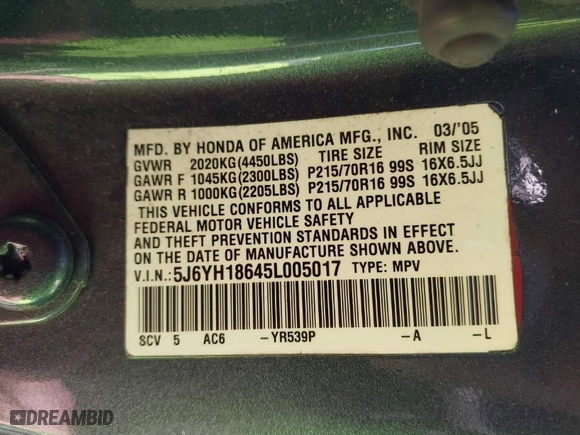 MFD. BY HONDA OF AMERICA MFG., INC. 03/'05
GVWR 2020KG(4450LBS) TIRE SIZE RIM SIZE
GAWR F 1045KG(2300LBS) P215/70R16 99S 16X6.5JJ
GAWR R 1000KG(2205LBS) P215/70R16 99S 16X6.5JJ
THIS VEHICLE CONFORMS TO ALL APPLICABLE
FEDERAL MOTOR VEHICLE SAFETY
AND THEFT PREVENTION STANDARDS IN EFFECT
ON THE DATE OF MANUFACTURE SHOWN ABOVE.
V.I.N.: 5J6YH18645L005017 TYPE: MPV
SCV 5 AC6 -YR539P -A -L
DREAMBID